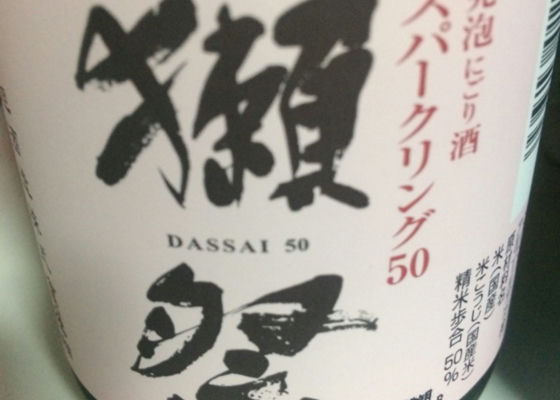 発泡にごり酒
スパークリング50
獺祭
DASSAI 50
米(国産)
米こうじ(国産米)
精米歩合50%